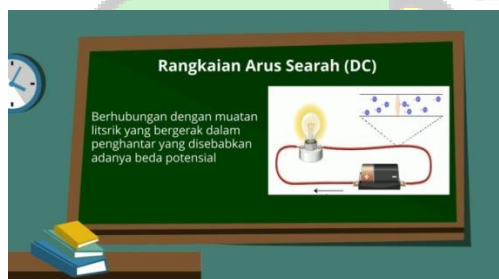 Rangkaian Arus Searah (DC)
Berhubungan dengan muatan
litsrik yang bergerak dalam
penghantar yang disebabkan
adanya beda potensial